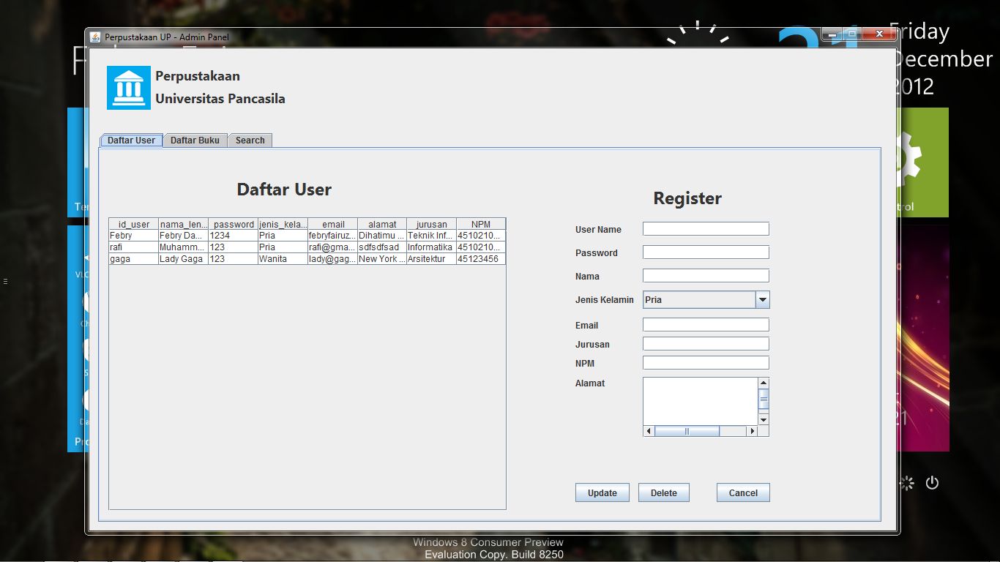 Perpustakaan UP - Admin Panel
Friday
December
2012
Perpustakaan
Universitas Pancasila
Daftar User
Daftar Buku
Search
Daftar User
id_user nama_len... password jenis_kela... email alamat jurusan NPM
Febry Febry Da... 1234 Pria febryfairuz... Dihatimu ... Teknik Inf... 4510210...
rafi Muhamm... 123 Pria rafi@gma... sdfsdfsad Informatika 4510210...
gaga Lady Gaga 123 Wanita lady@gag... New York ... Arsitektur 45123456
Register
User Name
Password
Nama
Jenis Kelamin Pria
Email
Jurusan
NPM
Alamat
Update Delete Cancel
Windows 8 Consumer Preview
Evaluation Copy. Build 8250